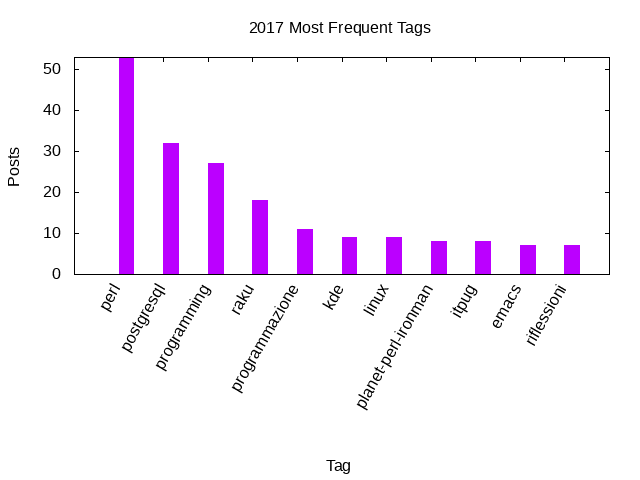 2017 Most Frequent Tags
Posts
50
40
30
20
10
0
perl
postgresql
programming
raku
programmazione
kde
linux
planet-perl-ironman
itpug
emacs
riflessioni
Tag